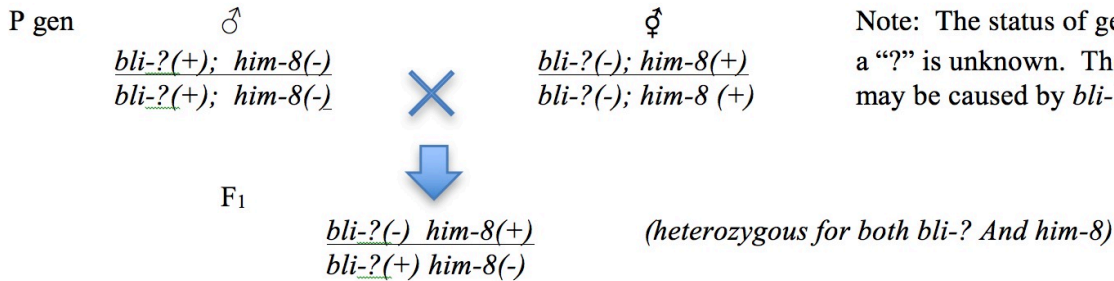 P gen ♂ ⚥ Note: The status of ge
bli-?(+); him-8(-) bli-?(-); him-8(+) a “?” is unknown. Th
bli-?(+); him-8(-) bli-?(-); him-8 (+) may be caused by bli-
F1
bli-?(-) him-8(+) (heterozygous for both bli-? And him-8)
bli-?(+) him-8(-)